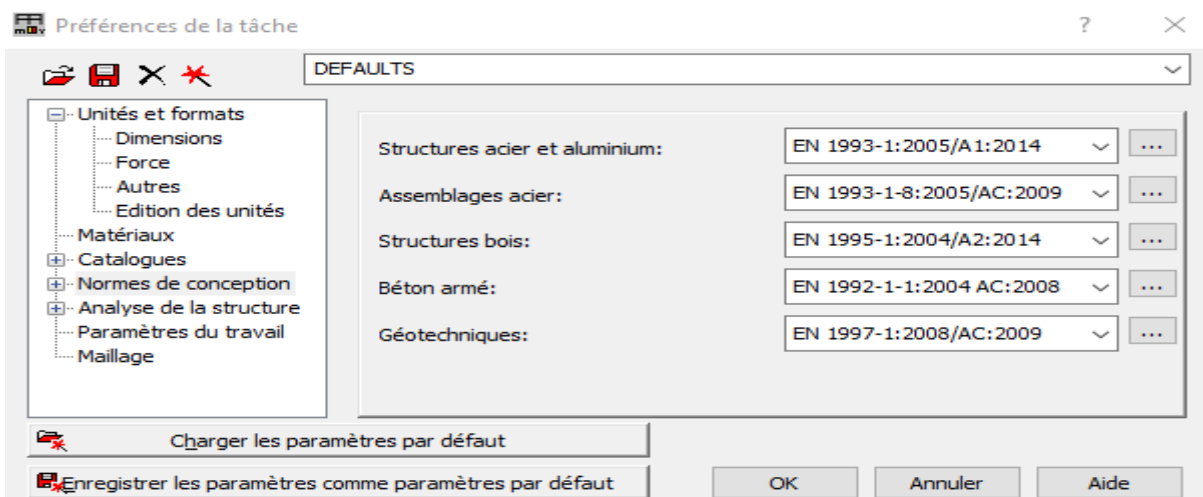 Préférences de la tâche
DEFAULTS
Unités et formats
Dimensions
Force
Autres
Edition des unités
Matériaux
Catalogues
Normes de conception
Analyse de la structure
Paramètres du travail
Maillage
Structures acier et aluminium: EN 1993-1:2005/A1:2014 ...
Assemblages acier: EN 1993-1-8:2005/AC:2009 ...
Structures bois: EN 1995-1:2004/A2:2014 ...
Béton armé: EN 1992-1-1:2004 AC:2008 ...
Géotechniques: EN 1997-1:2008/AC:2009 ...
Charger les paramètres par défaut
Enregistrer les paramètres comme paramètres par défaut
OK Annuler Aide